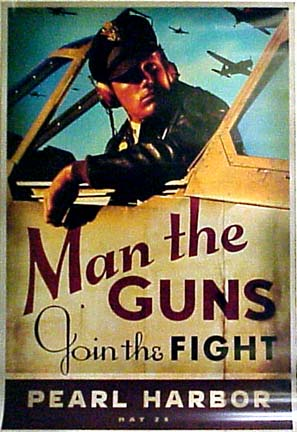 Man the
GUNS
Join the FIGHT
PEARL HARBOR
MAY 25